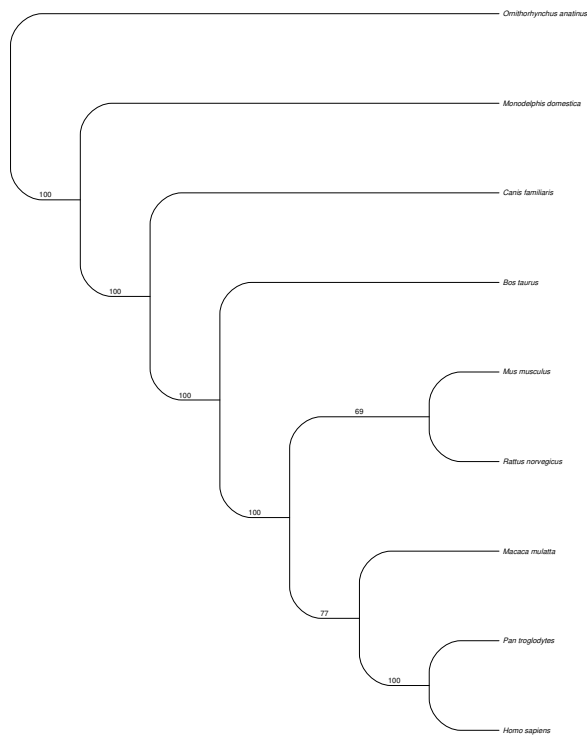 Ornithorhynchus anatinus
Monodelphis domestica
Canis familiaris
100
Bos taurus
100
Mus musculus
100
69
Rattus norvegicus
100
Macaca mulatta
77
Pan troglodytes
100
Homo sapiens